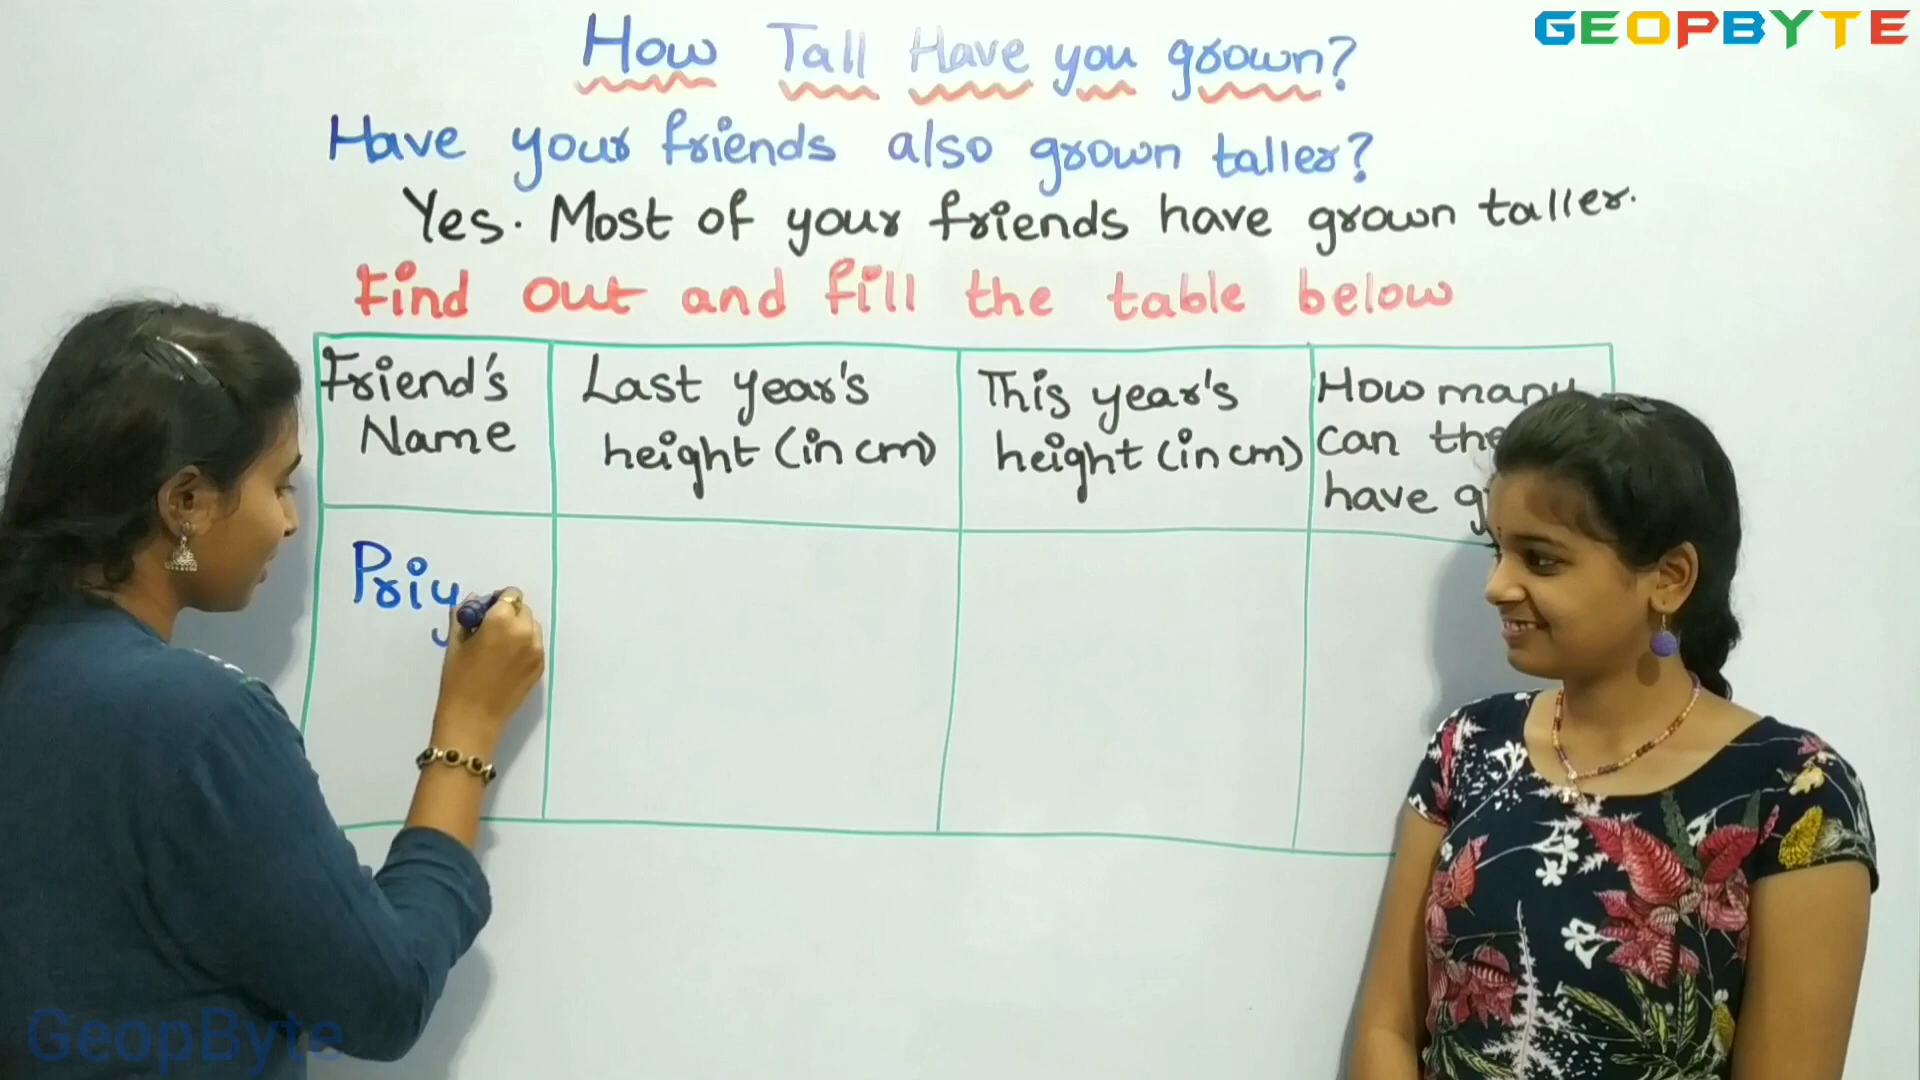 GEOPBYTE
How Tall Have you grown?
Have your friends also grown taller?
Yes. Most of your friends have grown taller.
Find out and fill the table below
Friend's
Name
Last year's
height (in cm)
This year's
height (in cm)
How many
can the
have g
Priy
GeopByte